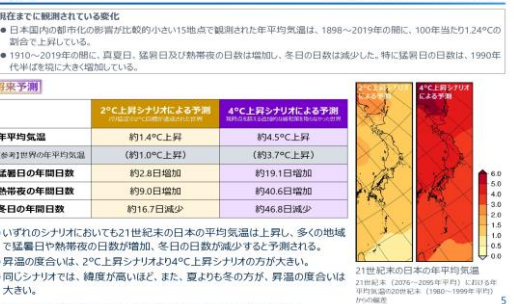 現在までに観測されている変化
● 日本国内の都市化の影響が比較的小さい15地点で観測された年平均気温は、1898~2019年の間に、100年当たり1.24°Cの
割合で上昇している。
● 1910~2019年の間に、真夏日、猛暑日及び熱帯夜の日数は増加し、冬日の日数は減少した。特に猛暑日の日数は、1990年
代半ばを境に大きく増加している。
将来予測
2°C上昇シナリオによる予測
4°C上昇シナリオによる予測
年平均気温 約1.4°C上昇 約4.5°C上昇
[参考]世界の年平均気温 (約1.0°C上昇) (約3.7°C上昇)
猛暑日の年間日数 約2.8日増加 約19.1日増加
熱帯夜の年間日数 約9.0日増加 約40.6日増加
冬日の年間日数 約16.7日減少 約46.8日減少
いずれのシナリオにおいても21世紀末の日本の平均気温は上昇し、多くの地域
で猛暑日や熱帯夜の日数が増加、冬日の日数が減少すると予測される。
昇温の度合いは、2°C上昇シナリオより4°C上昇シナリオの方が大きい。
同じシナリオでは、緯度が高いほど、また、夏よりも冬の方が、昇温の度合いは
大きい。
2°C上昇シナリオ
による予測
4°C上昇シナリオ
による予測
6.0
5.0
4.0
3.0
2.0
1.5
1.0
0.5
0.0
21世紀末の日本の年平均気温
21世紀末(2076~2095年平均)における年
平均気温の20世紀末(1980~1999年平均)
からの偏差
5